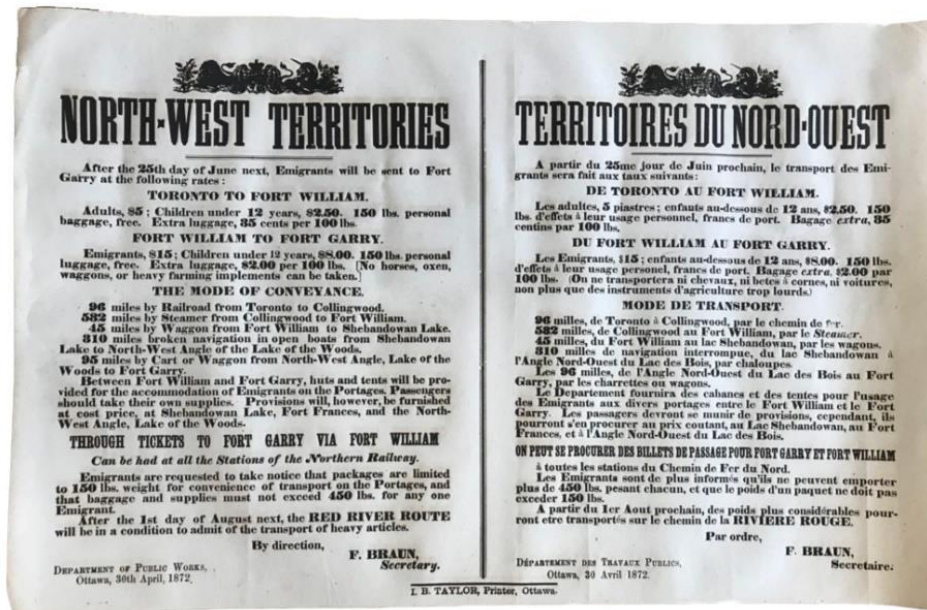 NORTH-WEST TERRITORIES
After the 25th day of June next, Emigrants will be sent to Fort
Garry at the following rates:
TORONTO TO FORT WILLIAM.
Adults, $5; Children under 12 years, $2.50. 150 lbs. personal
baggage, free. Extra luggage, 35 cents per 100 lbs.
FORT WILLIAM TO FORT GARRY.
Emigrants, $15; Children under 12 years, $8.00. 150 lbs. personal
luggage, free. Extra luggage, $2.00 per 100 lbs. [No horses, oxen,
waggons, or heavy farming implements can be taken.]
THE MODE OF CONVEYANCE.
96 miles by Railroad from Toronto to Collingwood.
532 miles by Steamer from Collingwood to Fort William.
45 miles by Waggon from Fort William to Shebandowan Lake.
310 miles broken navigation in open boats from Shebandowan
Lake to North-West Angle of the Lake of the Woods.
95 miles by Cart or Waggon from North-West Angle, Lake of the
Woods to Fort Garry.
Between Fort William and Fort Garry, huts and tents will be pro-
vided for the accommodation of Emigrants on the Portages. Passengers
should take their own supplies. Provisions will, however, be furnished
at cost price, at Shebandowan Lake, Fort Frances, and the North-
West Angle, Lake of the Woods.
THROUGH TICKETS TO FORT GARRY VIA FORT WILLIAM
Can be had at all the Stations of the Northern Railway.
Emigrants are requested to take notice that packages are limited
to 150 lbs. weight for convenience of transport on the Portages, and
that baggage and supplies must not exceed 450 lbs. for any one
Emigrant.
After the 1st day of August next, the RED RIVER ROUTE
will be in a condition to admit of the transport of heavy articles.
By direction,
F. BRAUN,
Secretary.
DEPARTMENT OF PUBLIC WORKS,
Ottawa, 30th April, 1872.
TERRITOIRES DU NORD-OUEST
A partir du 25me jour de Juin prochain, le transport des Emi-
grants sera fait aux taux suivants:
DE TORONTO AU FORT WILLIAM.
Les adultes, 5 piastres; enfants au-dessous de 12 ans, $2.50. 150
lbs. d'effets à leur usage personnel, francs de port. Bagage extra, 35
centins par 100 lbs.
DU FORT WILLIAM AU FORT GARRY.
Les Emigrants, $15; enfants au-dessous de 12 ans, $8.00. 150 lbs.
d'effets à leur usage personel, francs de port. Bagage extra, $2.00 par
100 lbs. (On ne transportera ni chevaux, ni betes à cornes, ni voitures,
non plus que des instruments d'agriculture trop lourds.)
MODE DE TRANSPORT.
96 milles, de Toronto à Collingwood, par le chemin de fer.
532 milles, de Collingwood au Fort William, par le Steamer.
45 milles, du Fort William au lac Shebandowan, par les wagons.
310 milles de navigation interrompue, du lac Shebandowan à
l'Angle Nord-Ouest du Lac des Bois, par chaloupes.
Les 96 milles, de l'Angle Nord-Ouest du Lac des Bois au Fort
Garry, par les charrettes ou wagons.
Le Departement fournira des cabanes et des tentes pour l'usage
des Emigrants aux divers portages entre le Fort William et le Fort
Garry. Les passagers devront se munir de provisions, cependant, ils
pourront s'en procurer au prix coutant, au Lac Shebandowan, au Fort
Frances, et à l'Angle Nord-Ouest du Lac des Bois.
ON PEUT SE PROCURER DES BILLETS DE PASSAGE POUR FORT GARRY ET FORT WILLIAM
à toutes les stations du Chemin de Fer du Nord.
Les Emigrants sont de plus informés qu'ils ne peuvent emporter
plus de 450 lbs. pesant chacun, et que le poids d'un paquet ne doit pas
exceder 150 lbs.
A partir du 1er Aout prochain, des poids plus considérables pour-
ront etre transportés sur le chemin de la RIVIERE ROUGE.
Par ordre,
F. BRAUN,
Secretaire.
DÉPARTEMENT DES TRAVAUX PUBLICS,
Ottawa, 30 Avril 1872.
I. B. TAYLOR, Printer, Ottawa.